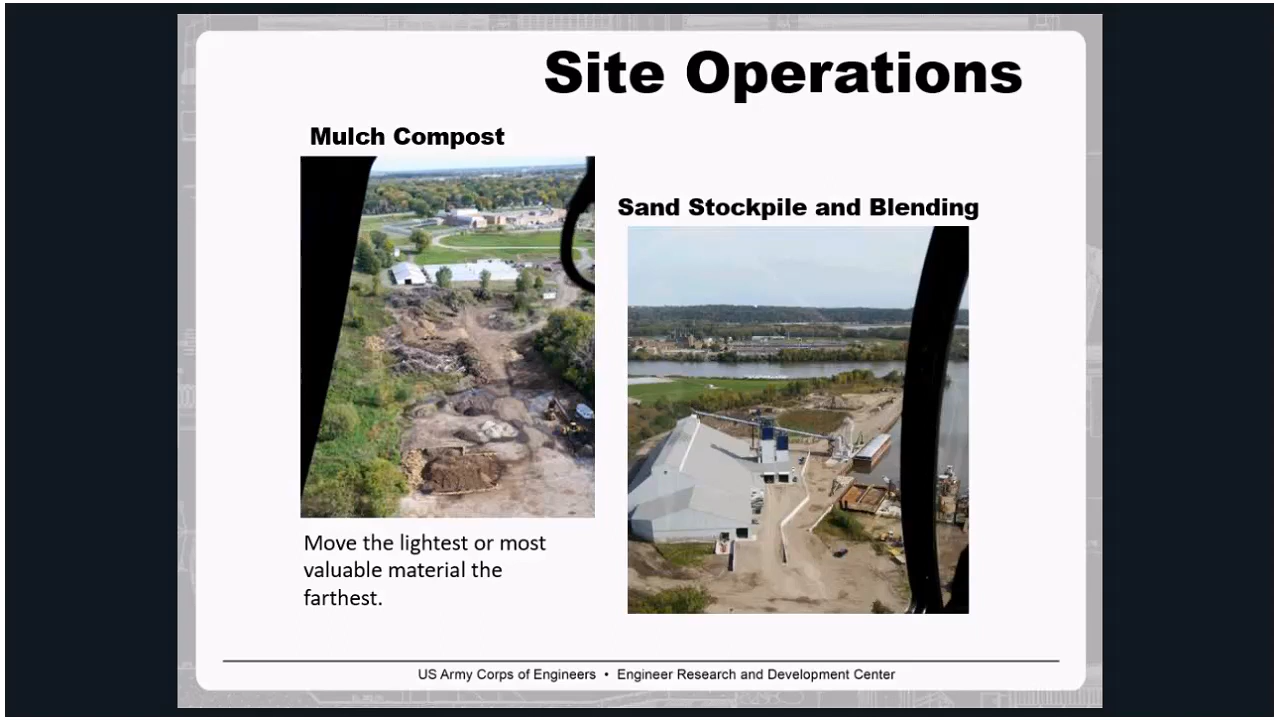 Site Operations
Mulch Compost
Sand Stockpile and Blending
Move the lightest or most
valuable material the
farthest.
US Army Corps of Engineers • Engineer Research and Development Center